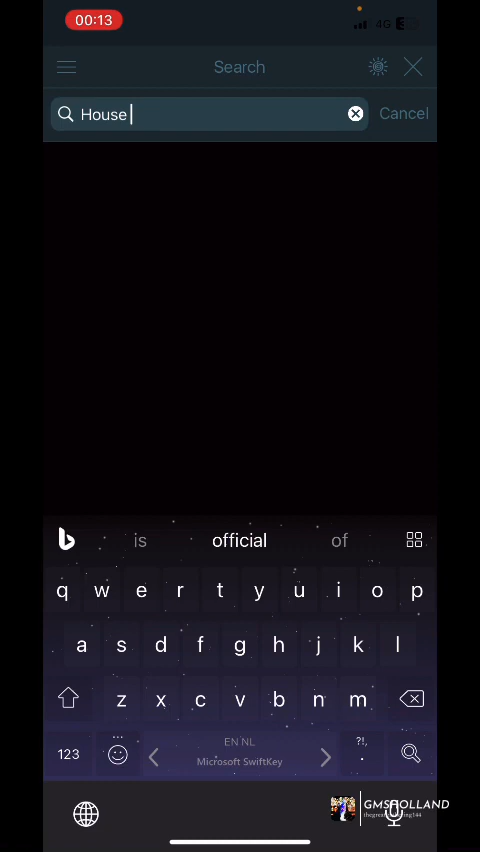 00:13
4G
Search
House
Cancel
is official of
q w e r t y u i o p
a s d f g h j k l
z x c v b n m
123
EN NL
?!,
.
Microsoft SwiftKey
GMSHOLLAND